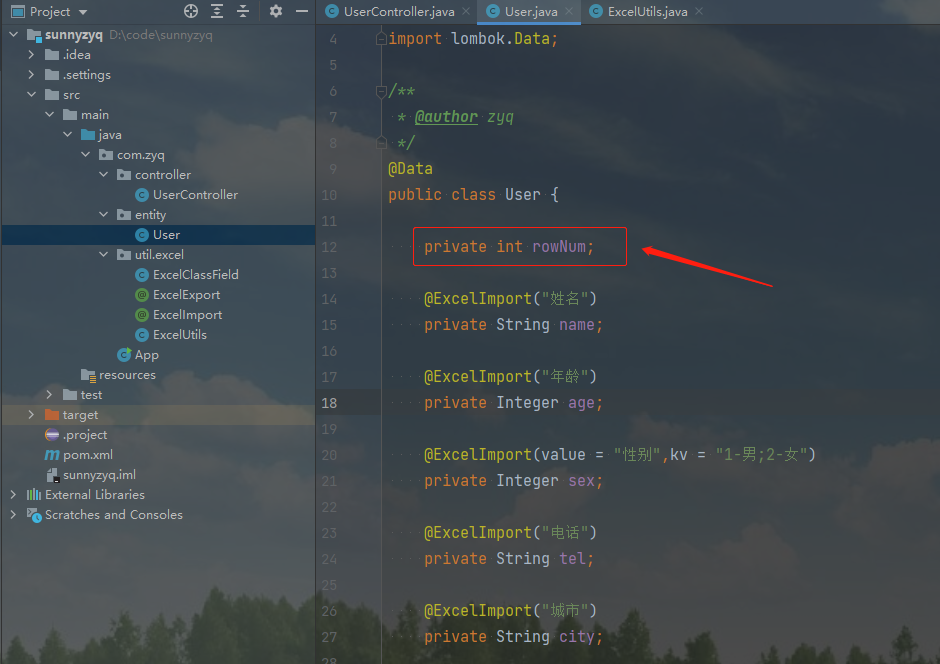 Project
UserController.java
User.java
ExcelUtils.java
sunnyzyq D:\code\sunnyzyq
.idea
.settings
src
main
java
com.zyq
controller
UserController
entity
User
util.excel
ExcelClassField
ExcelExport
ExcelImport
ExcelUtils
App
resources
test
target
.project
pom.xml
sunnyzyq.iml
External Libraries
Scratches and Consoles
4 import lombok.Data;
5
6 /**
7 * @author zyq
8 */
9 @Data
10 public class User {
11
12 private int rowNum;
13
14 @ExcelImport("姓名")
15 private String name;
16
17 @ExcelImport("年龄")
18 private Integer age;
19
20 @ExcelImport(value = "性别",kv = "1-男;2-女")
21 private Integer sex;
22
23 @ExcelImport("电话")
24 private String tel;
25
26 @ExcelImport("城市")
27 private String city;
28